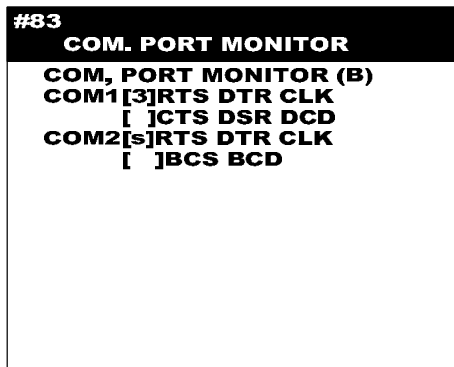 #83
COM. PORT MONITOR
COM, PORT MONITOR (B)
COM1[3]RTS DTR CLK
[ ]CTS DSR DCD
COM2[s]RTS DTR CLK
[ ]BCS BCD